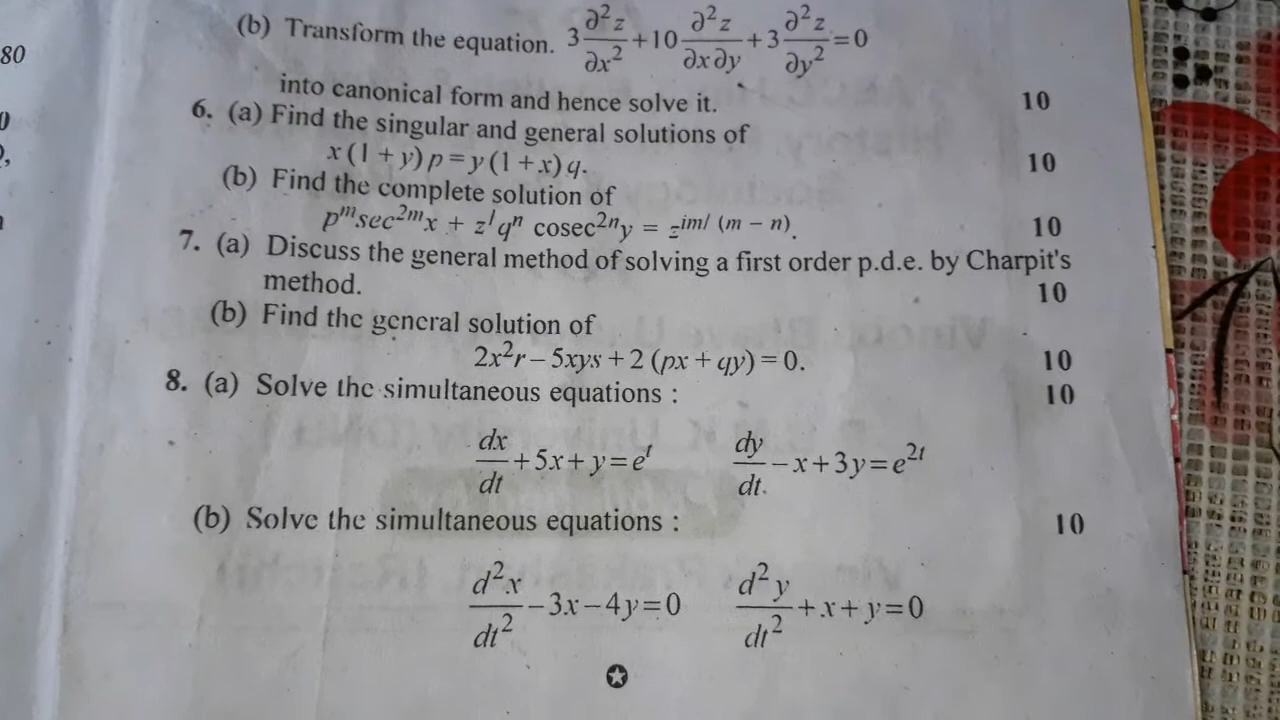 80
(b) Transform the equation. 3 ∂²z/∂x² + 10 ∂²z/∂x∂y + 3 ∂²z/∂y² = 0
into canonical form and hence solve it. 10
6. (a) Find the singular and general solutions of
x (1 + y) p = y (1 + x) q. 10
(b) Find the complete solution of
p^m sec^2m x + z^l q^n cosec^2n y = z^lm/ (m − n). 10
7. (a) Discuss the general method of solving a first order p.d.e. by Charpit's
method. 10
(b) Find the general solution of
2x²r – 5xys + 2 (px + qy) = 0. 10
8. (a) Solve the simultaneous equations : 10
dx/dt + 5x + y = e^t dy/dt. − x + 3y = e^2t
(b) Solve the simultaneous equations : 10
d²x/dt² − 3x − 4y = 0 d²y/dt² + x + y = 0